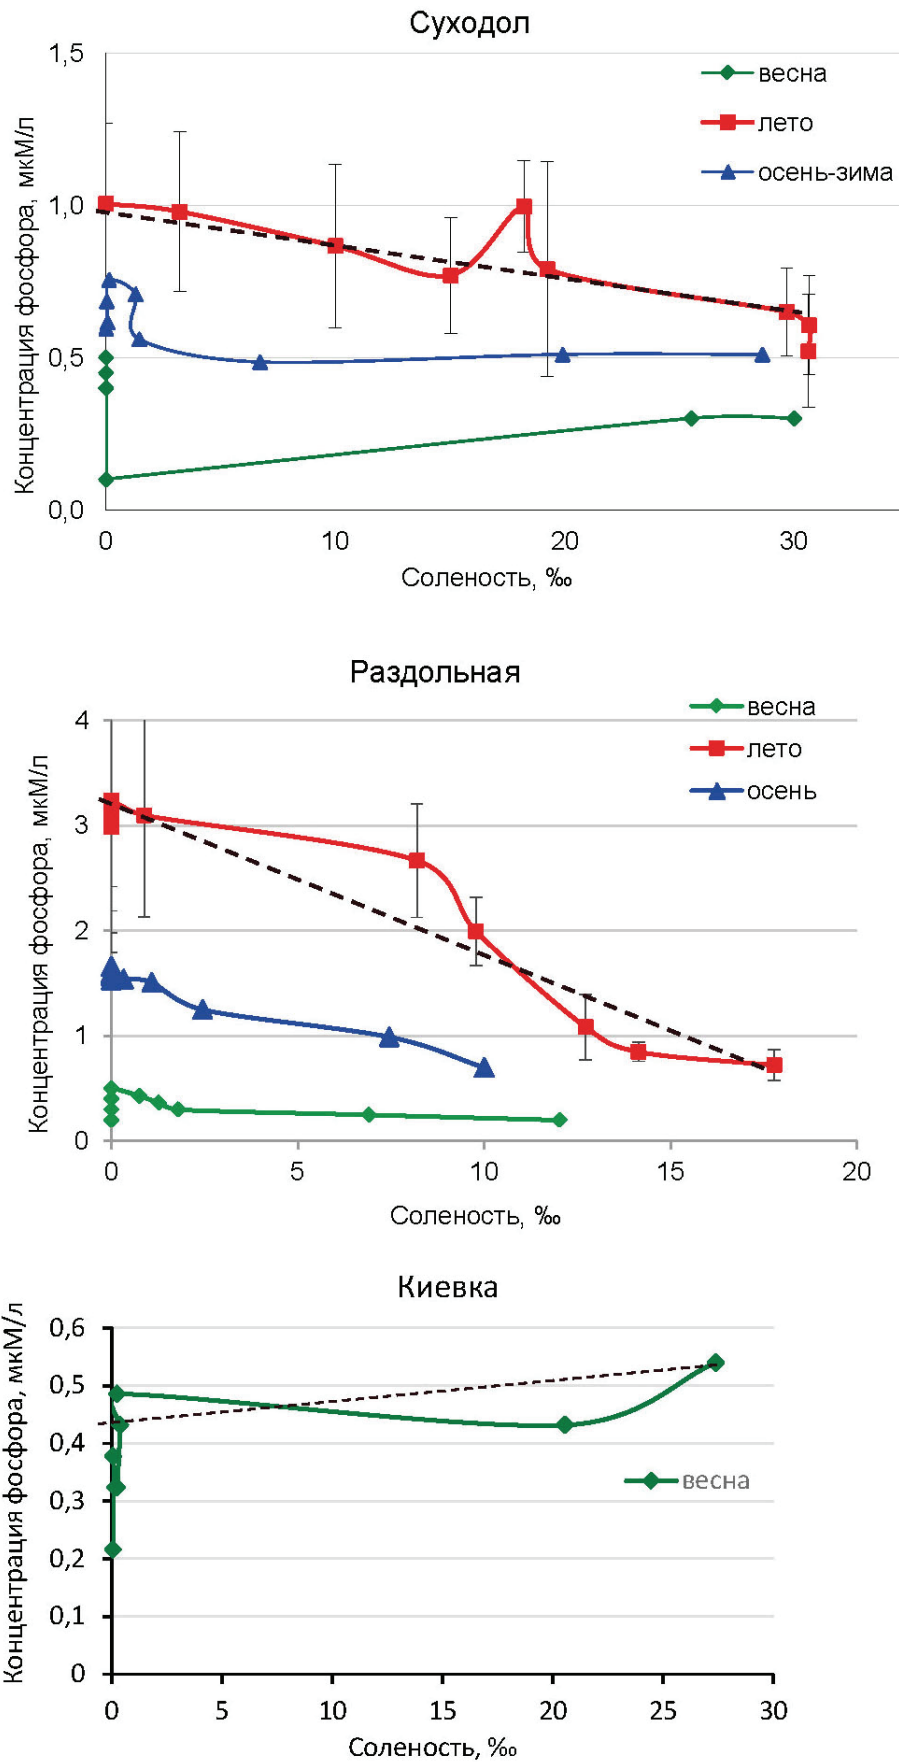 Суходол
Концентрация фосфора, мкМ/л
1,5
1,0
0,5
0,0
весна
лето
осень-зима
0 10 20 30
Соленость, ‰
Раздольная
Концентрация фосфора, мкМ/л
4
3
2
1
0
весна
лето
осень
0 5 10 15 20
Соленость, ‰
Киевка
Концентрация фосфора, мкМ/л
0,6
0,5
0,4
0,3
0,2
0,1
0
весна
0 5 10 15 20 25 30
Соленость, ‰